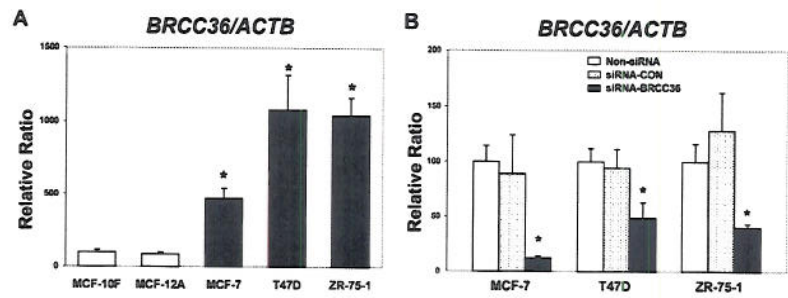 A
BRCC36/ACTB
1500
1000
500
0
Relative Ratio
MCF-10F MCF-12A MCF-7 T47D ZR-75-1
*
*
*
B
BRCC36/ACTB
200
150
100
50
0
Relative Ratio
Non-siRNA
siRNA-CON
siRNA-BRCC36
*
*
*
MCF-7 T47D ZR-75-1